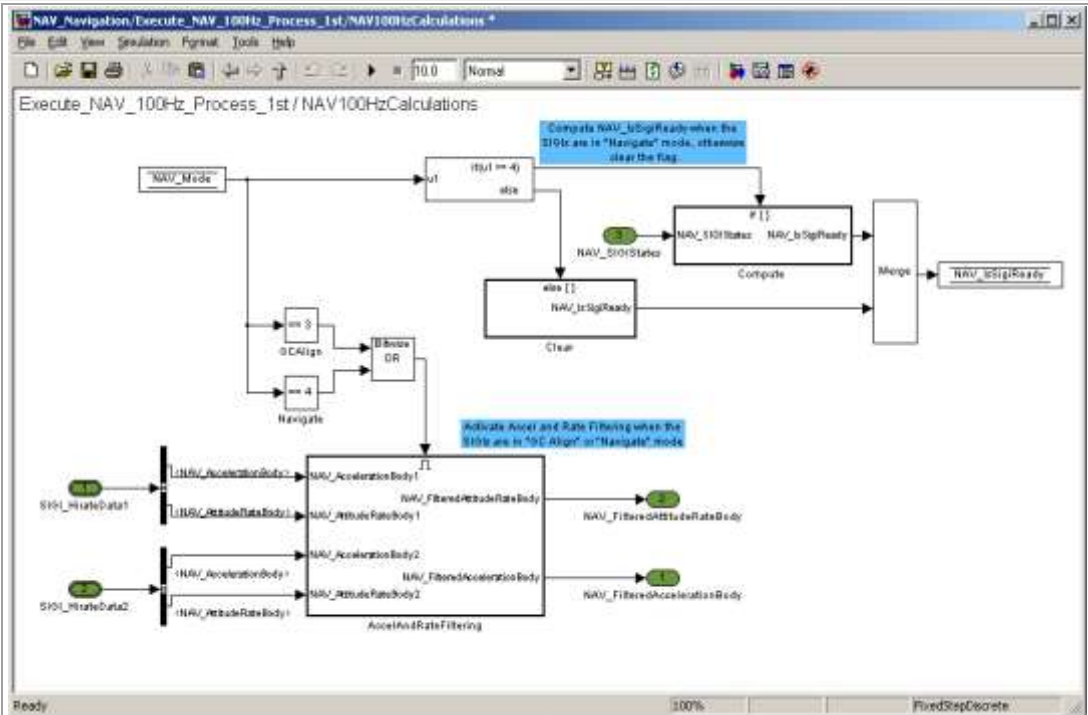 NAV_Navigation/Execute_NAV_100Hz_Process_1st/NAV100HzCalculations *
File Edit View Simulation Format Tools Help
10.0 Normal
Execute_NAV_100Hz_Process_1st / NAV100HzCalculations
Compute NAV_IsSigiReady when the
SIGIs are in "Navigate" mode, otherwise
clear the flag.
NAV_Mode
u1
if(u1 == 4)
else
if { }
NAV_SIGIStates
NAV_IsSigiReady
Compute
3
NAV_SIGIStates
else { }
NAV_IsSigiReady
Clear
Merge
NAV_IsSigiReady
== 3
GCAlign
Bitwise
OR
== 4
Navigate
Activate Accel and Rate Filtering when the
SIGIs are in "GC Align" or "Navigate" mode
1
SIGI_HirateData1
<NAV_AccelerationBody>
<NAV_AttitudeRateBody>
2
SIGI_HirateData2
<NAV_AccelerationBody>
<NAV_AttitudeRateBody>
NAV_AccelerationBody1
NAV_AttitudeRateBody1
NAV_AccelerationBody2
NAV_AttitudeRateBody2
NAV_FilteredAttitudeRateBody
NAV_FilteredAccelerationBody
AccelAndRateFiltering
2
NAV_FilteredAttitudeRateBody
1
NAV_FilteredAccelerationBody
Ready 100% FixedStepDiscrete